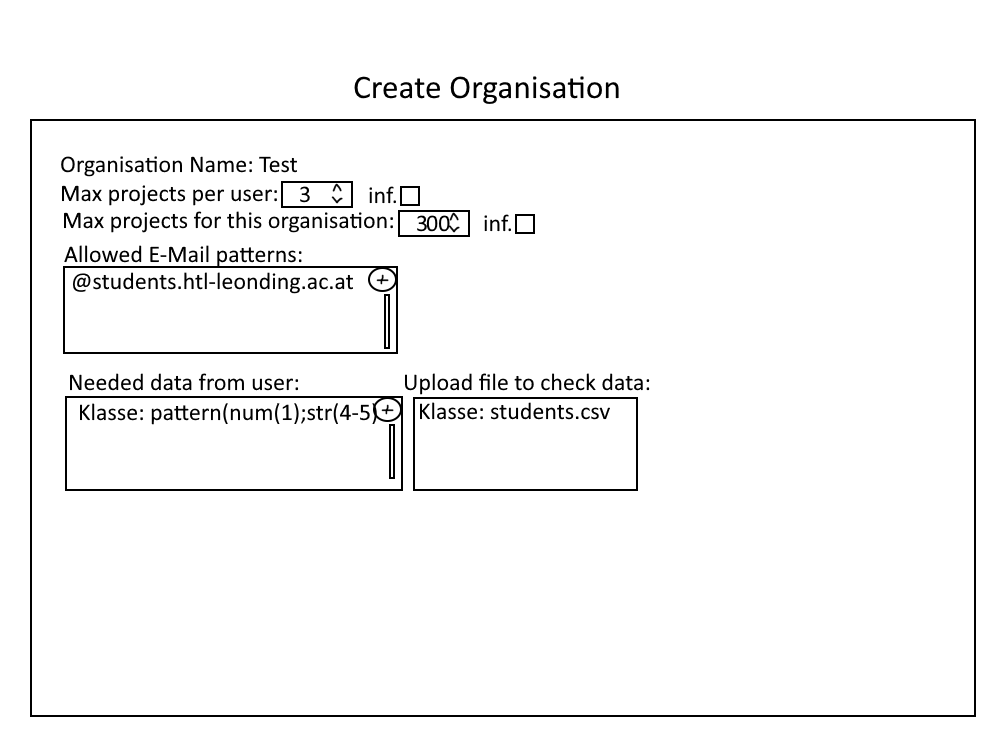 Create Organisation
Organisation Name: Test
Max projects per user: 3 inf.
Max projects for this organisation: 300 inf.
Allowed E-Mail patterns:
@students.htl-leonding.ac.at +
Needed data from user: Upload file to check data:
Klasse: pattern(num(1);str(4-5) + Klasse: students.csv